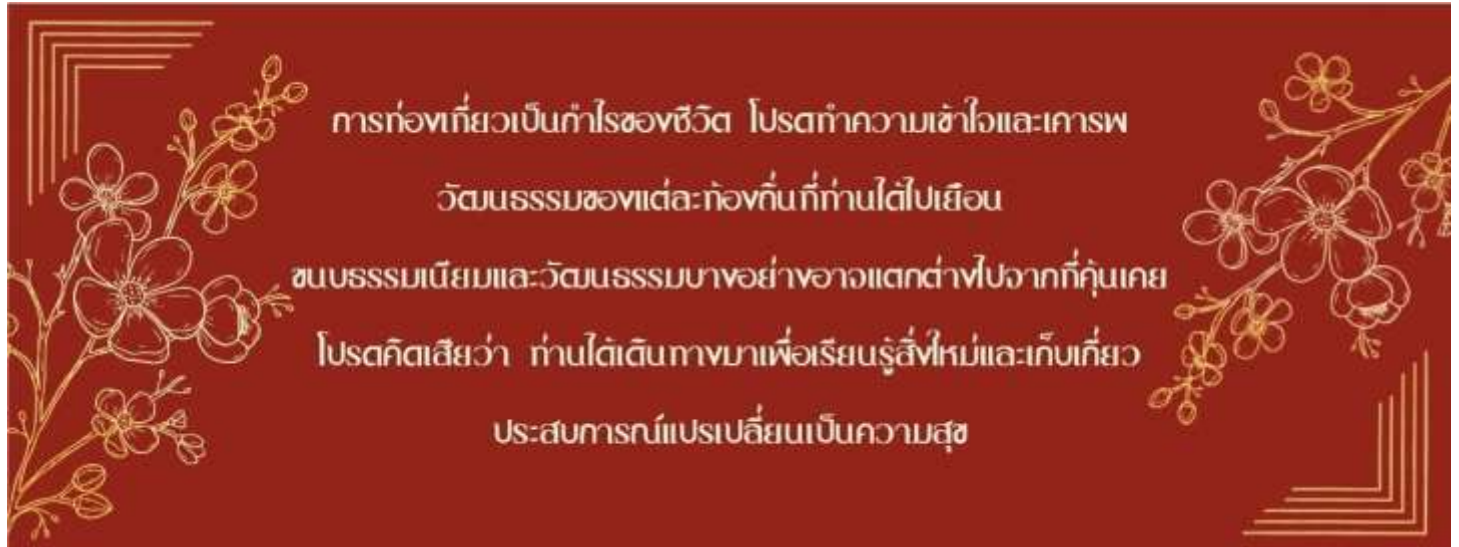 การท่องเที่ยวเป็นกำไรของชีวิต โปรดทำความเข้าใจและเคารพ
วัฒนธรรมของแต่ละท้องถิ่นที่ท่านได้ไปเยือน
ขนบธรรมเนียมและวัฒนธรรมบางอย่างอาจแตกต่างไปจากที่คุ้นเคย
โปรดคิดเสียว่า ท่านได้เดินทางมาเพื่อเรียนรู้สิ่งใหม่และเก็บเกี่ยว
ประสบการณ์แปรเปลี่ยนเป็นความสุข